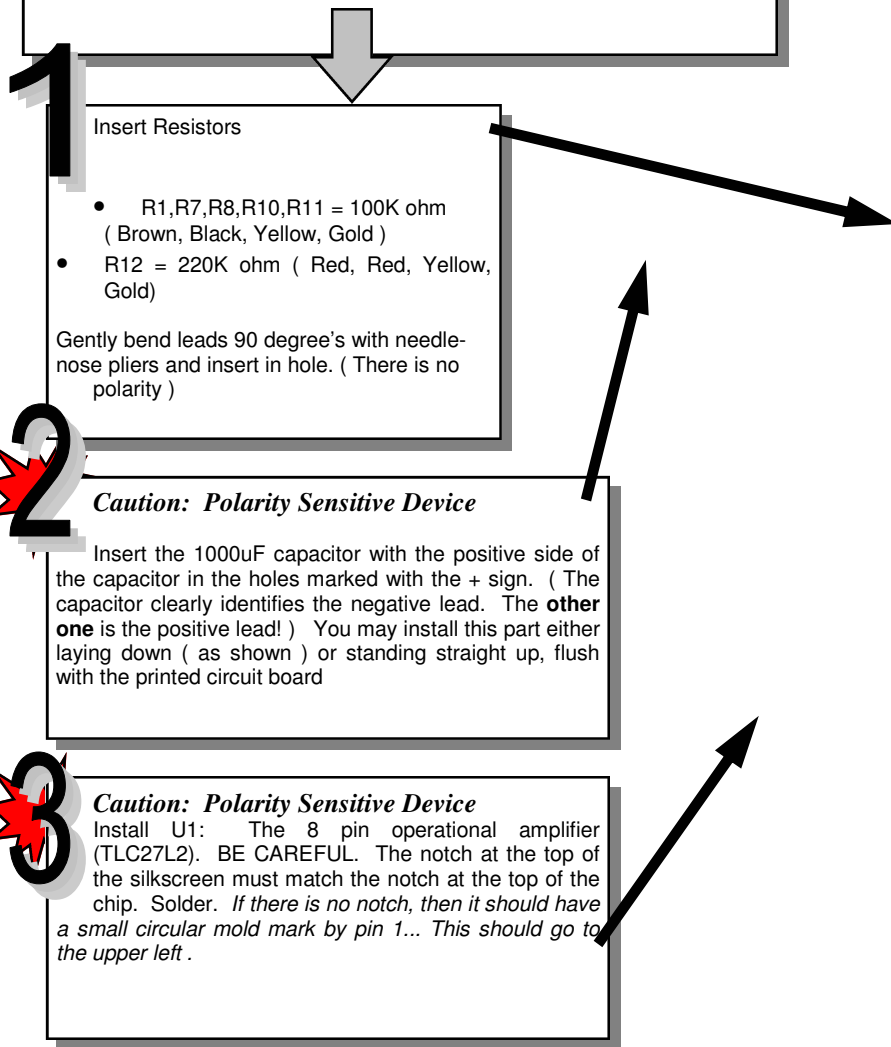 1
Insert Resistors
• R1,R7,R8,R10,R11 = 100K ohm
( Brown, Black, Yellow, Gold )
• R12 = 220K ohm ( Red, Red, Yellow,
Gold)
Gently bend leads 90 degree's with needle-
nose pliers and insert in hole. ( There is no
polarity )
2
Caution: Polarity Sensitive Device
Insert the 1000uF capacitor with the positive side of
the capacitor in the holes marked with the + sign. ( The
capacitor clearly identifies the negative lead. The other
one is the positive lead! ) You may install this part either
laying down ( as shown ) or standing straight up, flush
with the printed circuit board
3
Caution: Polarity Sensitive Device
Install U1: The 8 pin operational amplifier
(TLC27L2). BE CAREFUL. The notch at the top of
the silkscreen must match the notch at the top of the
chip. Solder. If there is no notch, then it should have
a small circular mold mark by pin 1... This should go to
the upper left .